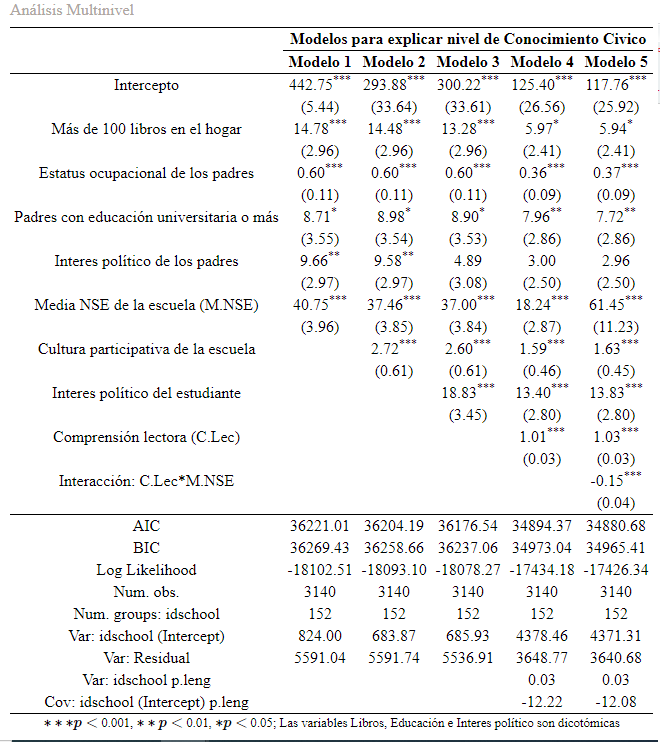 Análisis Multinivel
Modelos para explicar nivel de Conocimiento Civico
Modelo 1 Modelo 2 Modelo 3 Modelo 4 Modelo 5
Intercepto 442.75*** 293.88*** 300.22*** 125.40*** 117.76***
(5.44) (33.64) (33.61) (26.56) (25.92)
Más de 100 libros en el hogar 14.78*** 14.48*** 13.28*** 5.97* 5.94*
(2.96) (2.96) (2.96) (2.41) (2.41)
Estatus ocupacional de los padres 0.60*** 0.60*** 0.60*** 0.36*** 0.37***
(0.11) (0.11) (0.11) (0.09) (0.09)
Padres con educación universitaria o más 8.71* 8.98* 8.90* 7.96** 7.72**
(3.55) (3.54) (3.53) (2.86) (2.86)
Interes político de los padres 9.66** 9.58** 4.89 3.00 2.96
(2.97) (2.97) (3.08) (2.50) (2.50)
Media NSE de la escuela (M.NSE) 40.75*** 37.46*** 37.00*** 18.24*** 61.45***
(3.96) (3.85) (3.84) (2.87) (11.23)
Cultura participativa de la escuela 2.72*** 2.60*** 1.59*** 1.63***
(0.61) (0.61) (0.46) (0.45)
Interes político del estudiante 18.83*** 13.40*** 13.83***
(3.45) (2.80) (2.80)
Comprensión lectora (C.Lec) 1.01*** 1.03***
(0.03) (0.03)
Interacción: C.Lec*M.NSE -0.15***
(0.04)
AIC 36221.01 36204.19 36176.54 34894.37 34880.68
BIC 36269.43 36258.66 36237.06 34973.04 34965.41
Log Likelihood -18102.51 -18093.10 -18078.27 -17434.18 -17426.34
Num. obs. 3140 3140 3140 3140 3140
Num. groups: idschool 152 152 152 152 152
Var: idschool (Intercept) 824.00 683.87 685.93 4378.46 4371.31
Var: Residual 5591.04 5591.74 5536.91 3648.77 3640.68
Var: idschool p.leng 0.03 0.03
Cov: idschool (Intercept) p.leng -12.22 -12.08
***p < 0.001, **p < 0.01, *p < 0.05; Las variables Libros, Educación e Interes político son dicotómicas